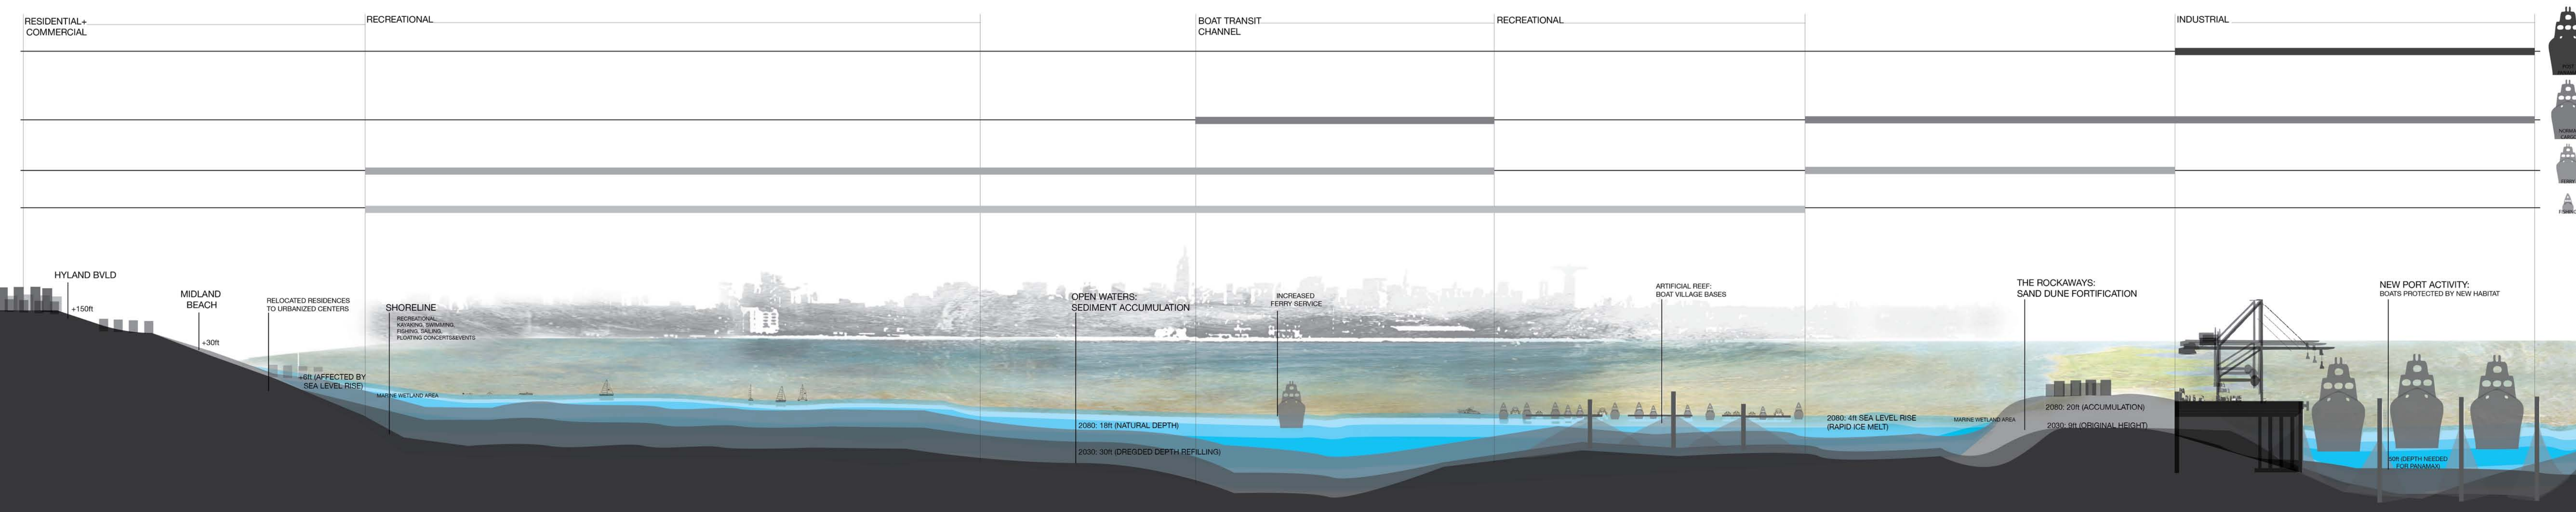 RESIDENTIAL+
COMMERCIAL
RECREATIONAL
BOAT TRANSIT
CHANNEL
RECREATIONAL
INDUSTRIAL
POST
NORMA
CARGO
FERRY
HYLAND BVLD
+150ft
MIDLAND
BEACH
+30ft
RELOCATED RESIDENCES
TO URBANIZED CENTERS
+6ft (AFFECTED BY
SEA LEVEL RISE)
SHORELINE
RECREATIONAL:
KAYAKING, SWIMMING,
FISHING, SAILING,
FLOATING CONCERTS&EVENTS
MARINE WETLAND AREA
OPEN WATERS:
SEDIMENT ACCUMULATION
2080: 18ft (NATURAL DEPTH)
2030: 30ft (DREGDED DEPTH REFILLING)
INCREASED
FERRY SERVICE
ARTIFICIAL REEF:
BOAT VILLAGE BASES
2080: 4ft SEA LEVEL RISE
(RAPID ICE MELT)
MARINE WETLAND AREA
THE ROCKAWAYS:
SAND DUNE FORTIFICATION
2080: 20ft (ACCUMULATION)
2030: 9ft (ORIGINAL HEIGHT)
NEW PORT ACTIVITY:
BOATS PROTECTED BY NEW HABITAT
50ft (DEPTH NEEDED
FOR PANAMAX)